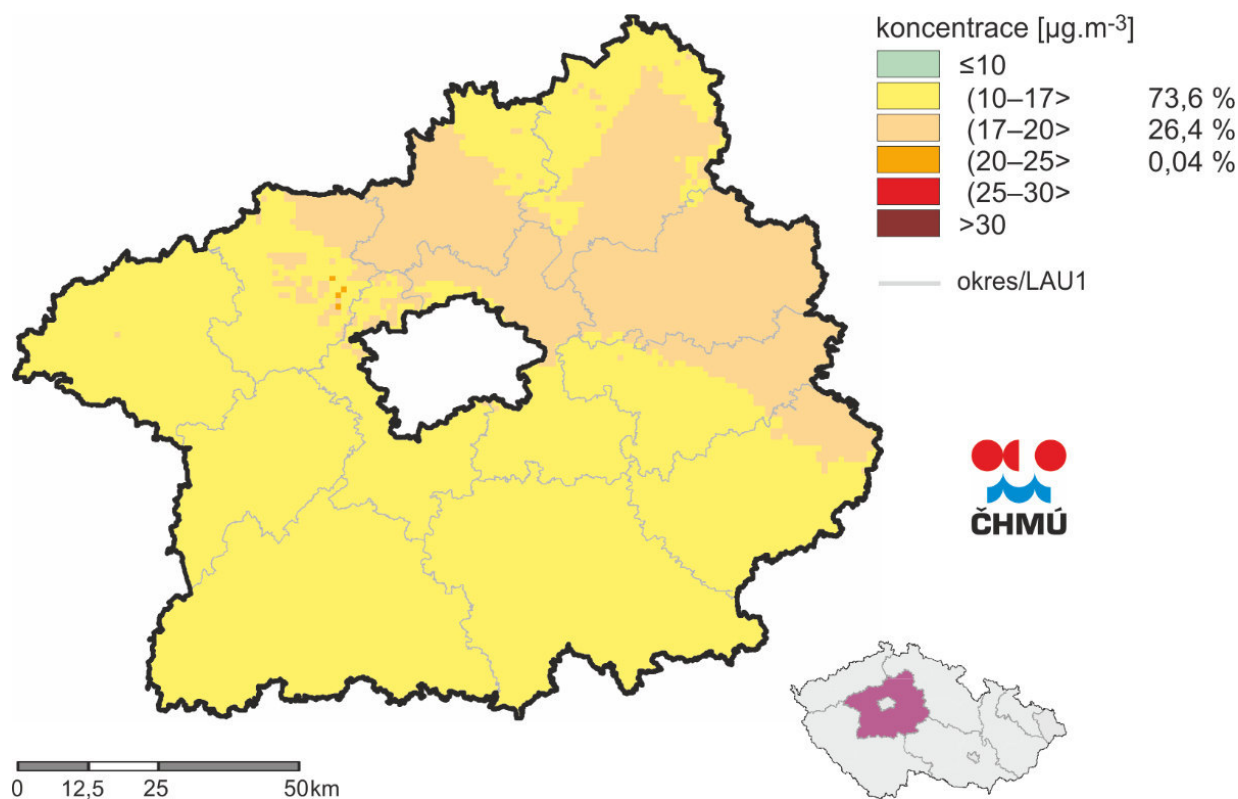 koncentrace [µg.m-3]
≤10
(10–17> 73,6 %
(17–20> 26,4 %
(20–25> 0,04 %
(25–30>
>30
okres/LAU1
ČHMÚ
0 12,5 25 50km